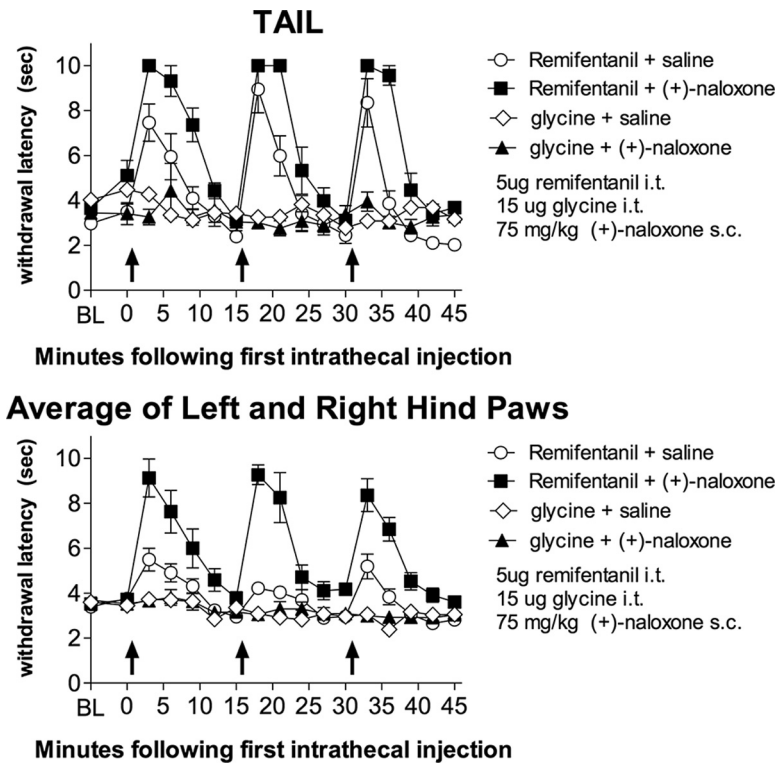 TAIL
withdrawal latency (sec)
10
8
6
4
2
0
BL 0 5 10 15 20 25 30 35 40 45
Minutes following first intrathecal injection
Remifentanil + saline
Remifentanil + (+)-naloxone
glycine + saline
glycine + (+)-naloxone
5ug remifentanil i.t.
15 ug glycine i.t.
75 mg/kg (+)-naloxone s.c.
Average of Left and Right Hind Paws
withdrawal latency (sec)
10
8
6
4
2
0
BL 0 5 10 15 20 25 30 35 40 45
Minutes following first intrathecal injection
Remifentanil + saline
Remifentanil + (+)-naloxone
glycine + saline
glycine + (+)-naloxone
5ug remifentanil i.t.
15 ug glycine i.t.
75 mg/kg (+)-naloxone s.c.